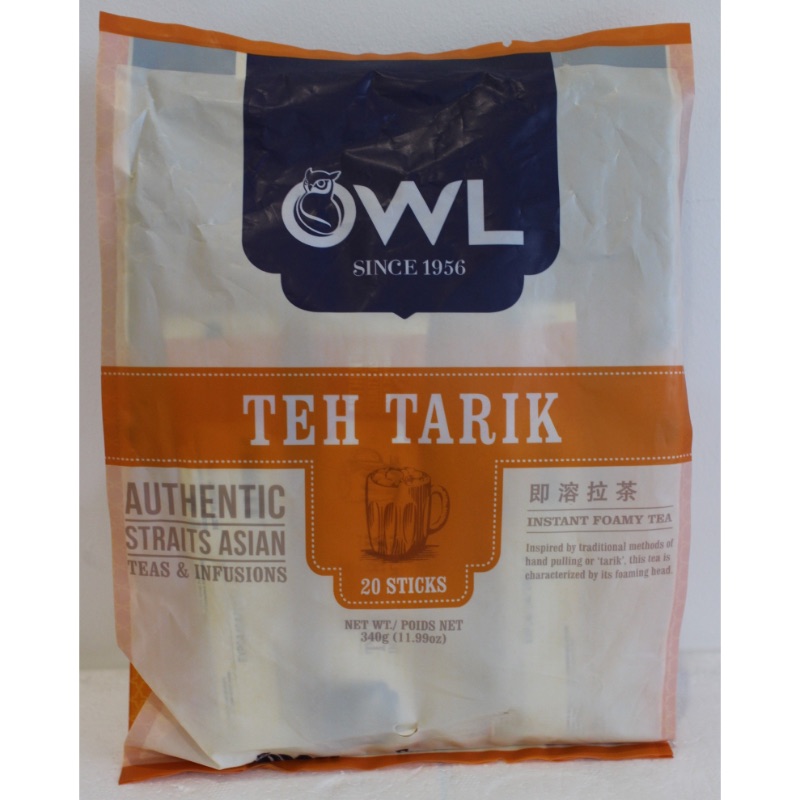 OWL
SINCE 1956
TEH TARIK
AUTHENTIC
STRAITS ASIAN
TEAS & INFUSIONS
20 STICKS
即溶拉茶
INSTANT FOAMY TEA
Inspired by traditional methods of
hand pulling or 'tarik', this tea is
characterized by its foaming head.
NET WT./ POIDS NET
340g (11.99oz)